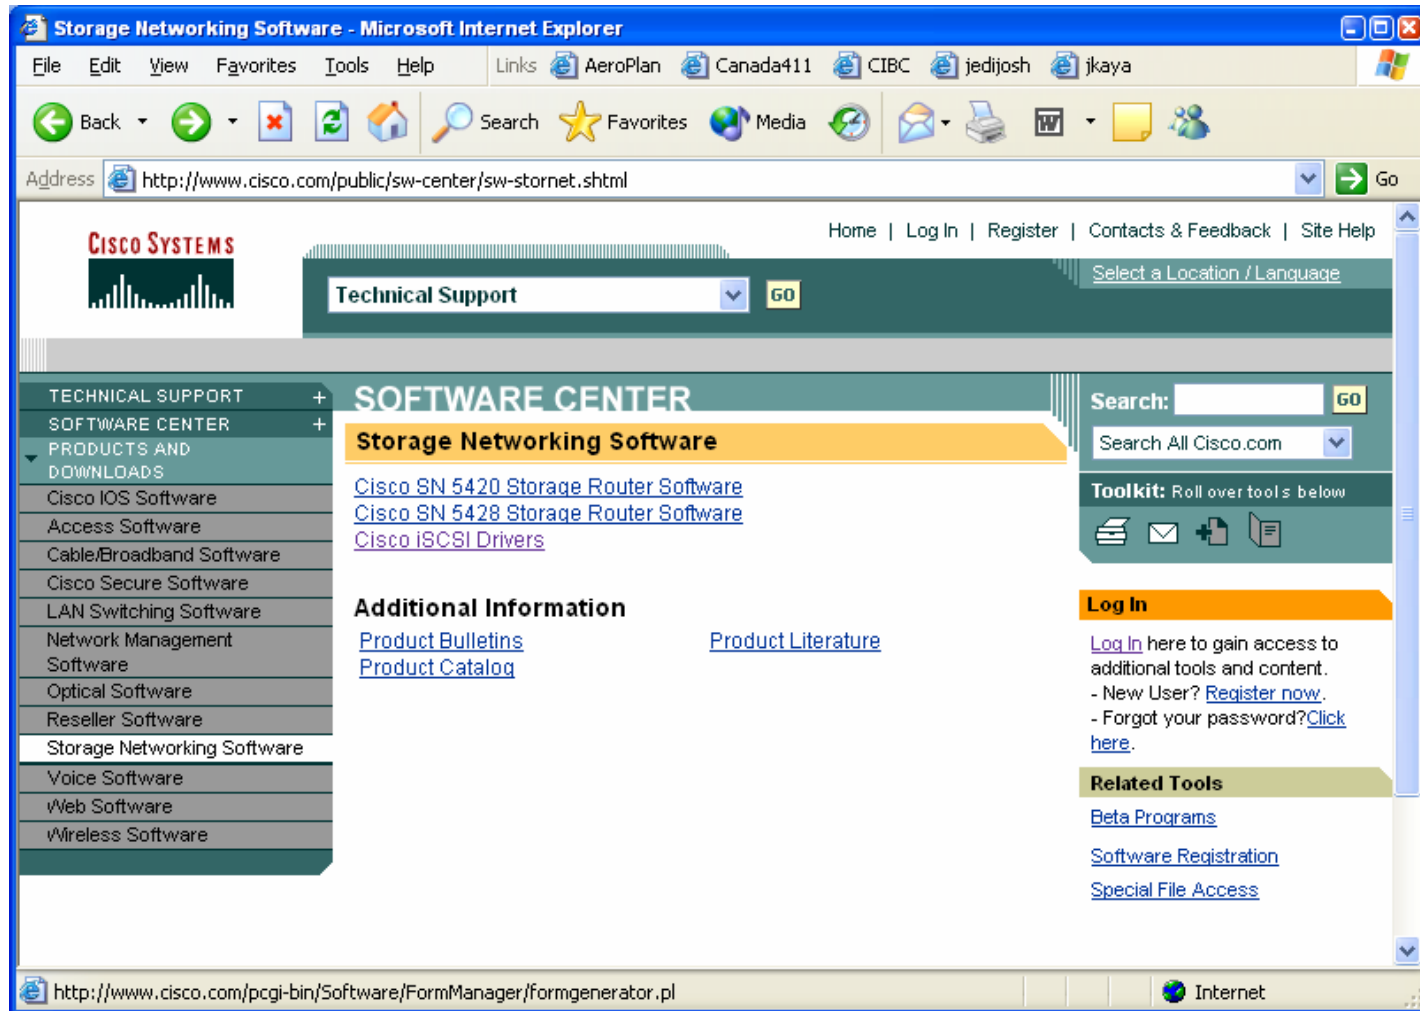 Storage Networking Software - Microsoft Internet Explorer
File Edit View Favorites Tools Help Links AeroPlan Canada411 CIBC jedijosh jkaya
Back Search Favorites Media
Address http://www.cisco.com/public/sw-center/sw-stornet.shtml Go
CISCO SYSTEMS
Home | Log In | Register | Contacts & Feedback | Site Help
Select a Location / Language
Technical Support GO
TECHNICAL SUPPORT +
SOFTWARE CENTER +
PRODUCTS AND
DOWNLOADS
Cisco IOS Software
Access Software
Cable/Broadband Software
Cisco Secure Software
LAN Switching Software
Network Management
Software
Optical Software
Reseller Software
Storage Networking Software
Voice Software
Web Software
Wireless Software
SOFTWARE CENTER
Storage Networking Software
Cisco SN 5420 Storage Router Software
Cisco SN 5428 Storage Router Software
Cisco iSCSI Drivers
Additional Information
Product Bulletins Product Literature
Product Catalog
Search: GO
Search All Cisco.com
Toolkit: Roll over tools below
Log In
Log In here to gain access to
additional tools and content.
- New User? Register now.
- Forgot your password?Click
here.
Related Tools
Beta Programs
Software Registration
Special File Access
http://www.cisco.com/pcgi-bin/Software/FormManager/formgenerator.pl Internet